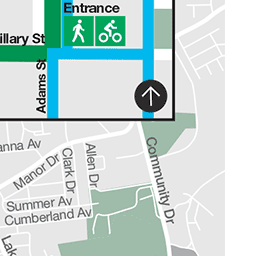 Entrance
illary St
Adams St
anna Av
Manor Dr
Clark Dr
Allen Dr
Community Dr
Summer Av
Cumberland Av
Lak